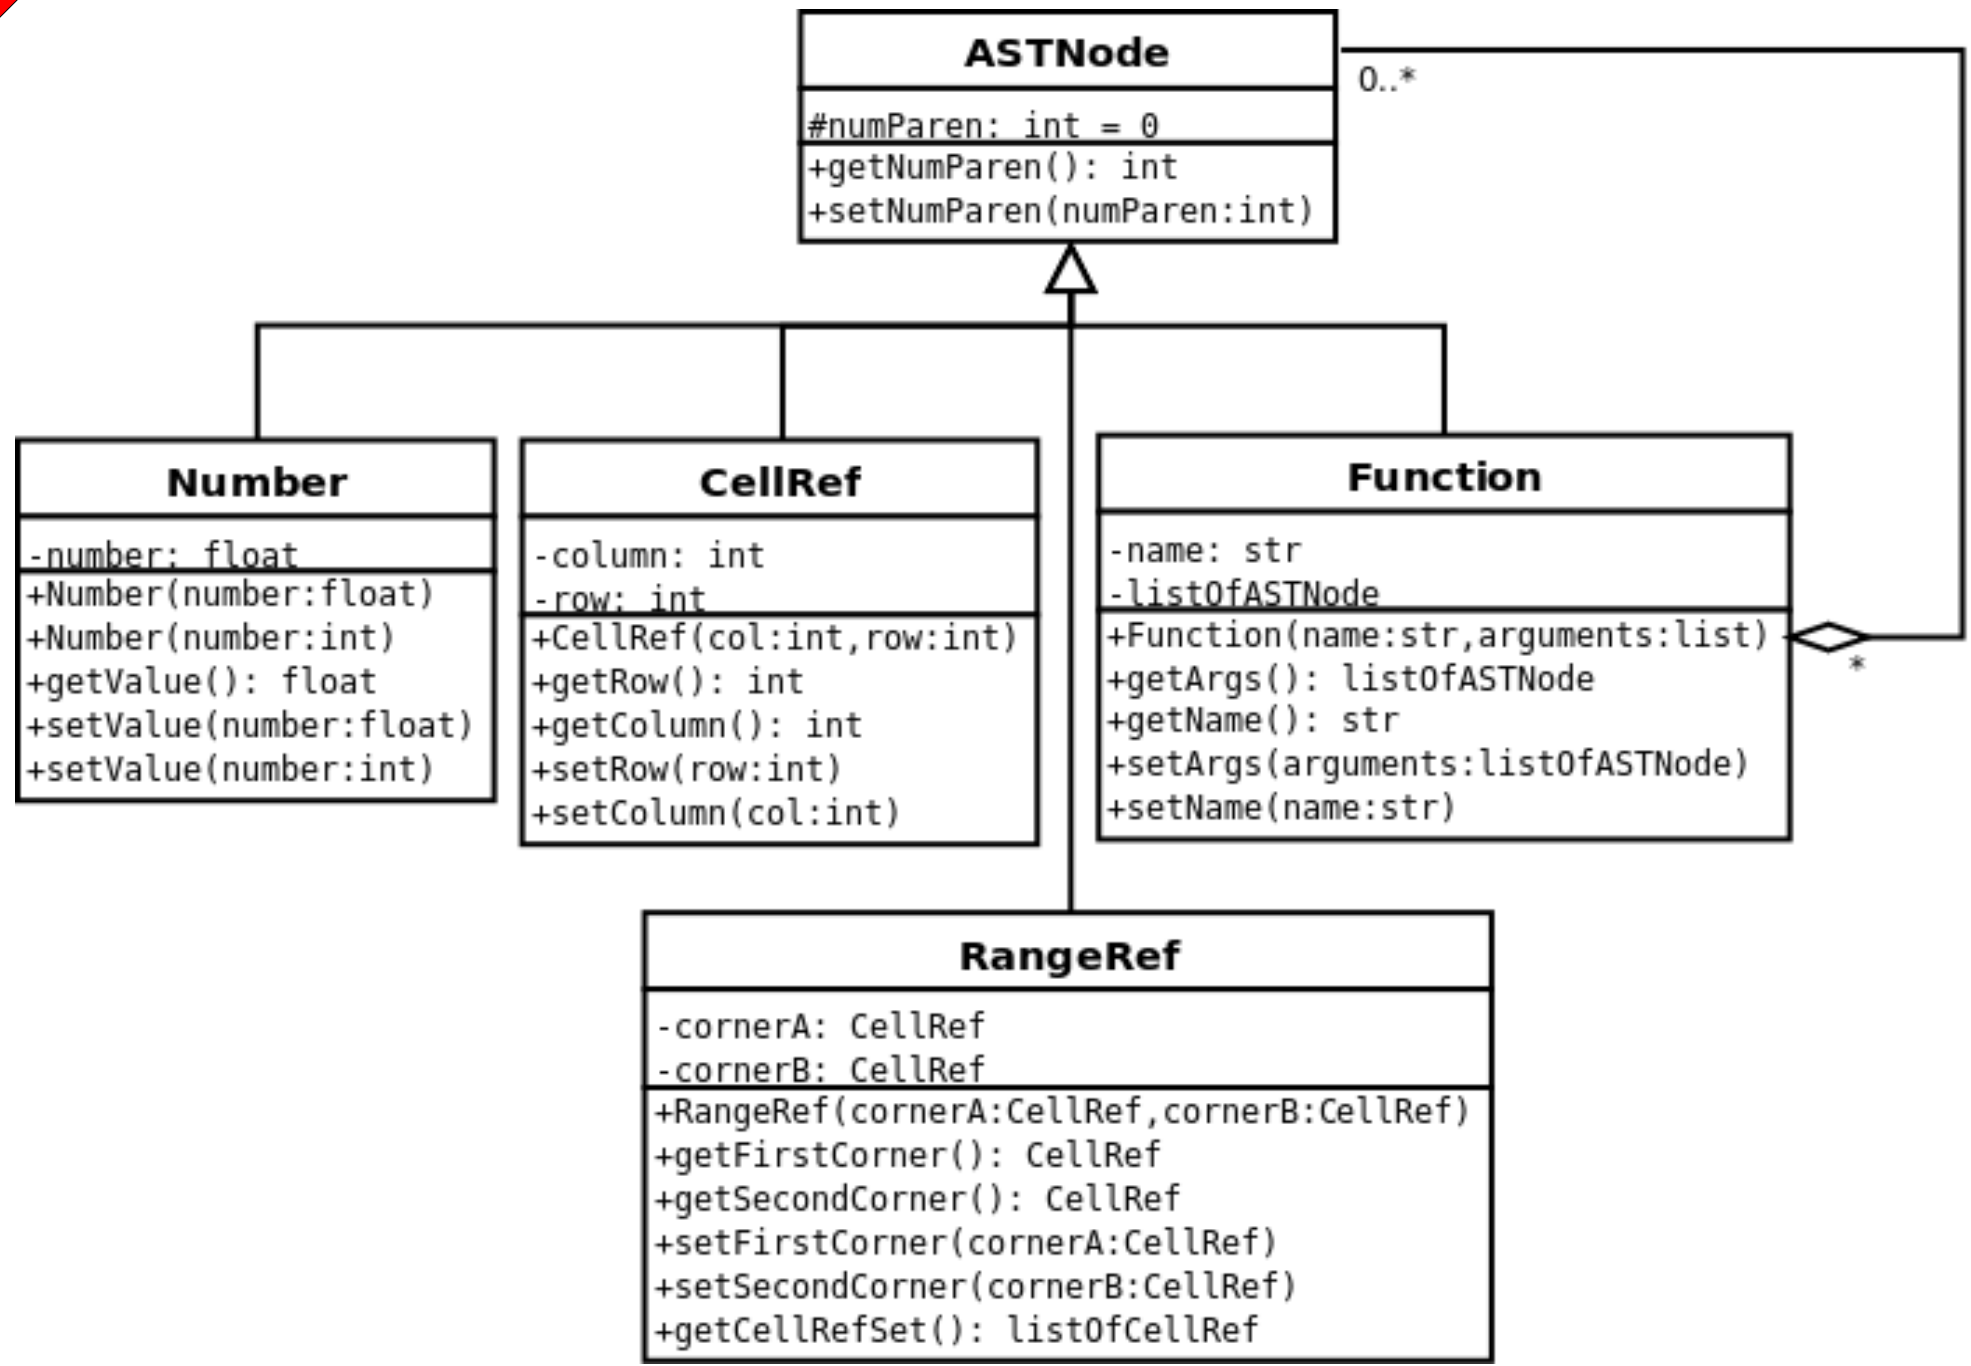 ASTNode
0..*
#numParen: int = 0
+getNumParen(): int
+setNumParen(numParen:int)
Number
-number: float
+Number(number:float)
+Number(number:int)
+getValue(): float
+setValue(number:float)
+setValue(number:int)
CellRef
-column: int
-row: int
+CellRef(col:int,row:int)
+getRow(): int
+getColumn(): int
+setRow(row:int)
+setColumn(col:int)
Function
-name: str
-listOfASTNode
+Function(name:str,arguments:list)
+getArgs(): listOfASTNode
+getName(): str
+setArgs(arguments:listOfASTNode)
+setName(name:str)
*
RangeRef
-cornerA: CellRef
-cornerB: CellRef
+RangeRef(cornerA:CellRef,cornerB:CellRef)
+getFirstCorner(): CellRef
+getSecondCorner(): CellRef
+setFirstCorner(cornerA:CellRef)
+setSecondCorner(cornerB:CellRef)
+getCellRefSet(): listOfCellRef